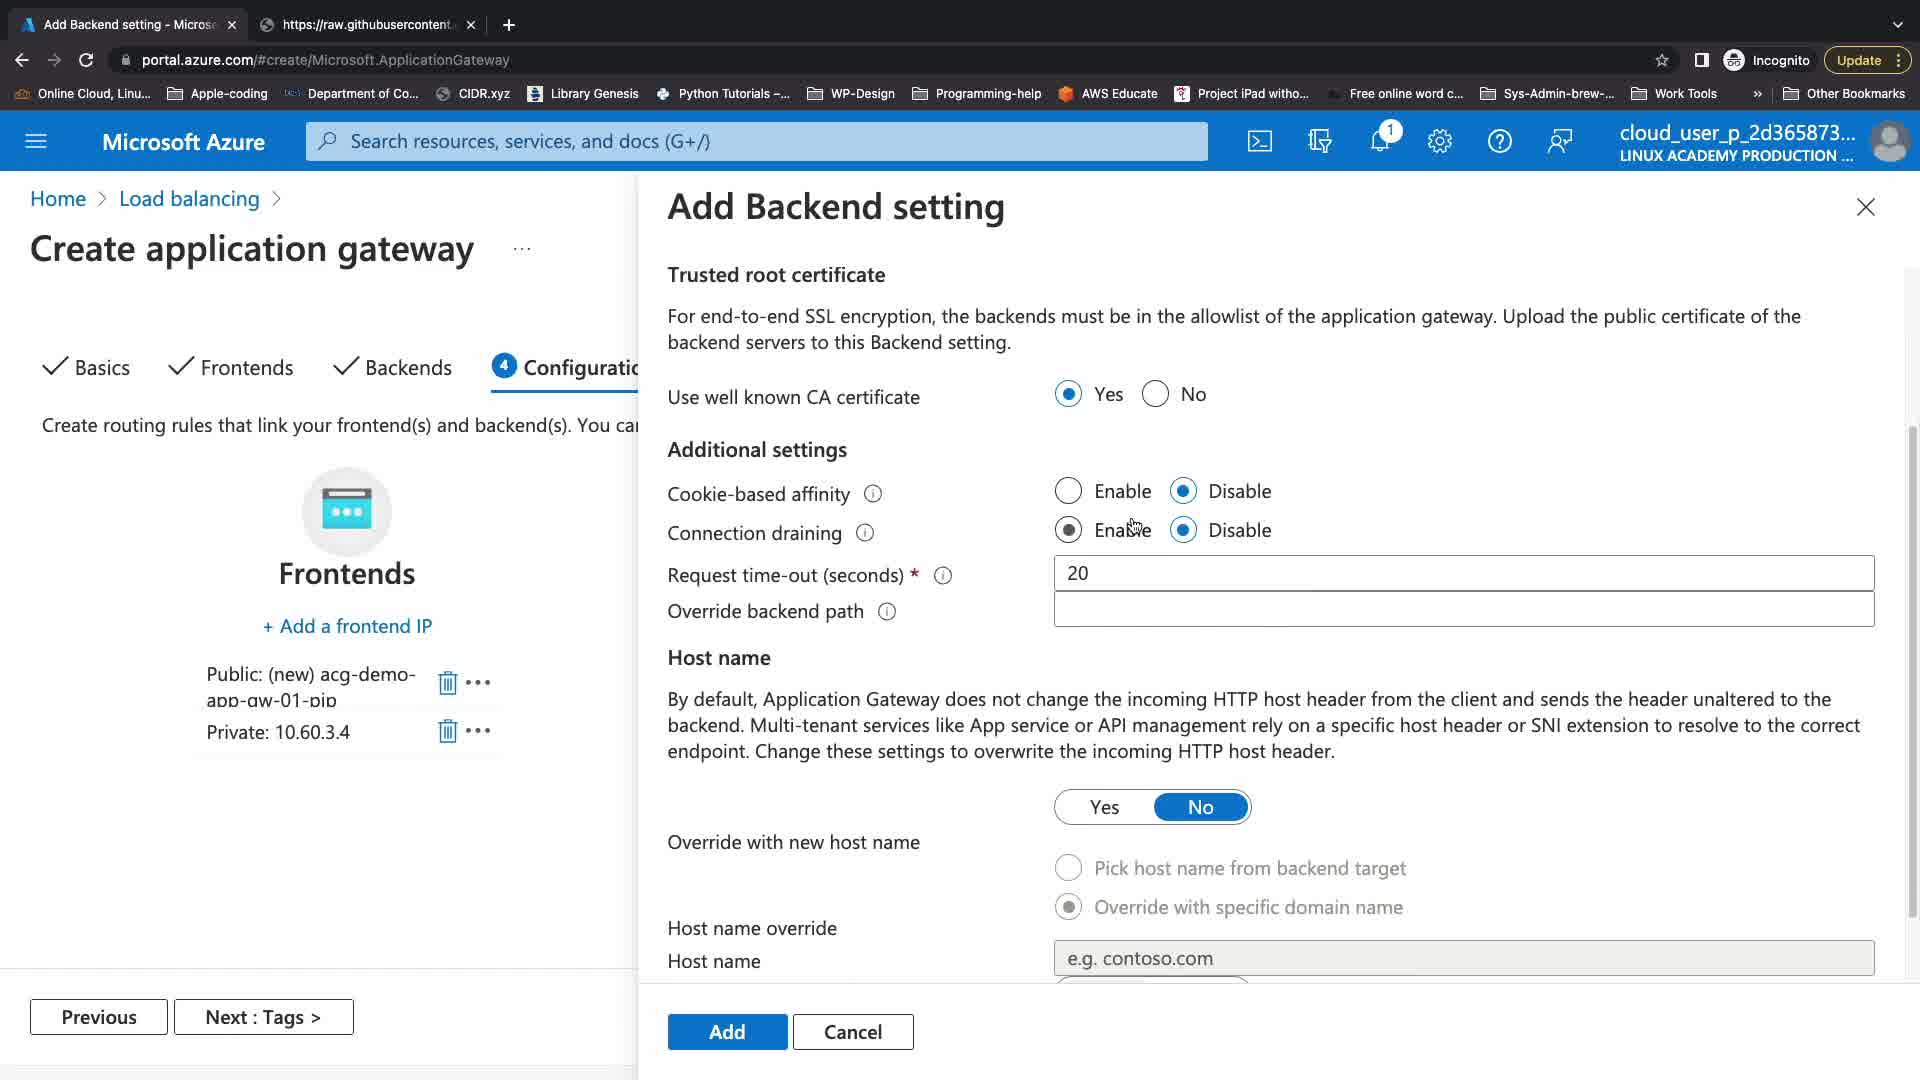 Add Backend setting - Micros
https://raw.githubusercontent.
portal.azure.com/#create/Microsoft.ApplicationGateway
Incognito
Update
Online Cloud, Linu...
Apple-coding
Department of Co...
CIDR.xyz
Library Genesis
Python Tutorials –...
WP-Design
Programming-help
AWS Educate
Project iPad witho...
Free online word c...
Sys-Admin-brew-...
Work Tools
»
Other Bookmarks
Microsoft Azure
Search resources, services, and docs (G+/)
1
cloud_user_p_2d365873...
LINUX ACADEMY PRODUCTION ...
Home > Load balancing >
Create application gateway ...
Basics
Frontends
Backends
4 Configuratio
Create routing rules that link your frontend(s) and backend(s). You ca
Frontends
+ Add a frontend IP
Public: (new) acg-demo-
app-gw-01-pip
Private: 10.60.3.4
Previous
Next : Tags >
Add Backend setting
Trusted root certificate
For end-to-end SSL encryption, the backends must be in the allowlist of the application gateway. Upload the public certificate of the
backend servers to this Backend setting.
Use well known CA certificate
Yes No
Additional settings
Cookie-based affinity
Enable Disable
Connection draining
Enable Disable
Request time-out (seconds) *
20
Override backend path
Host name
By default, Application Gateway does not change the incoming HTTP host header from the client and sends the header unaltered to the
backend. Multi-tenant services like App service or API management rely on a specific host header or SNI extension to resolve to the correct
endpoint. Change these settings to overwrite the incoming HTTP host header.
Yes No
Override with new host name
Pick host name from backend target
Override with specific domain name
Host name override
Host name
e.g. contoso.com
Add
Cancel